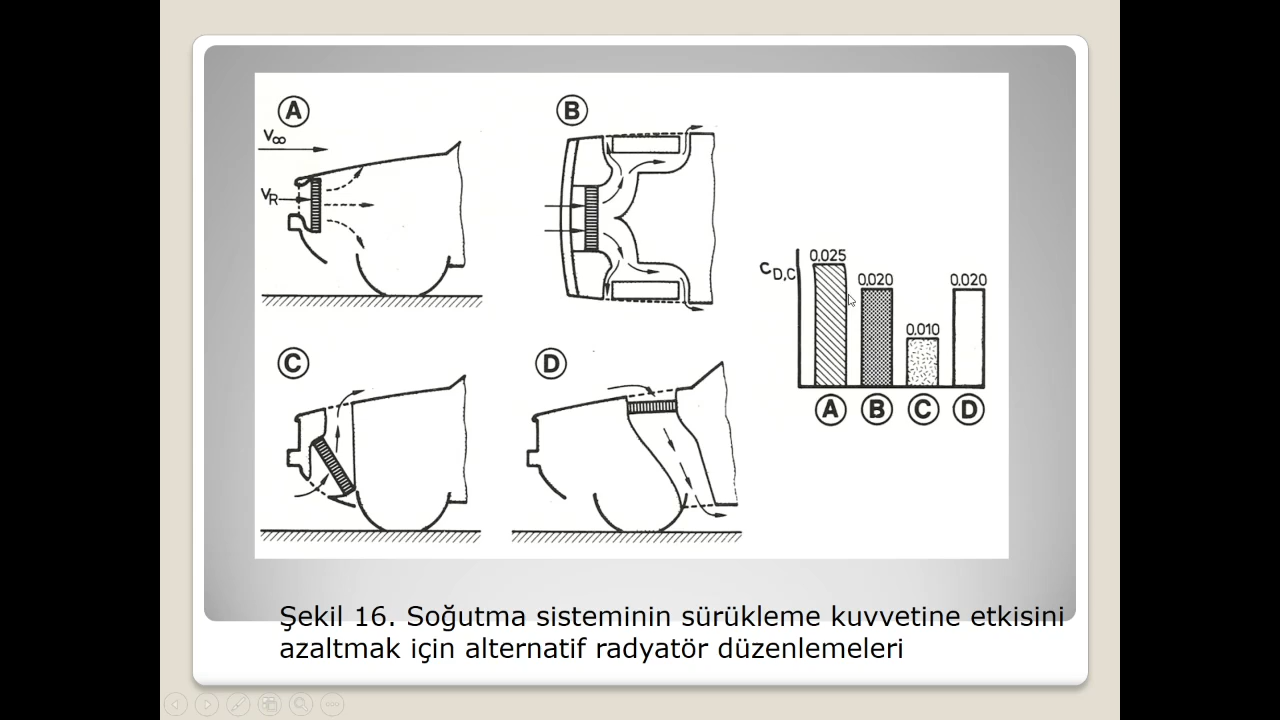 A
V∞
VR
B
C
D
CD,C
0.025
0.020
0.010
0.020
A B C D
Şekil 16. Soğutma sisteminin sürükleme kuvvetine etkisini
azaltmak için alternatif radyatör düzenlemeleri